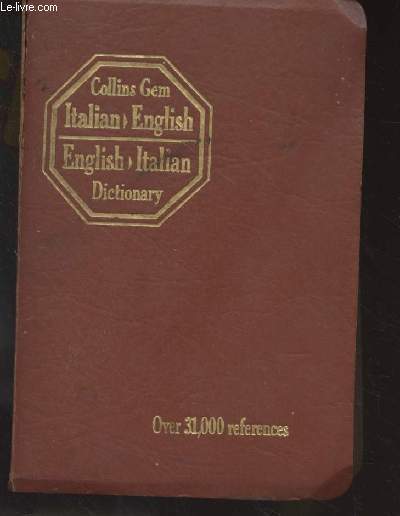 Le-livre.com
Collins Gem
Italian › English
English › Italian
Dictionary
Over 31,000 references